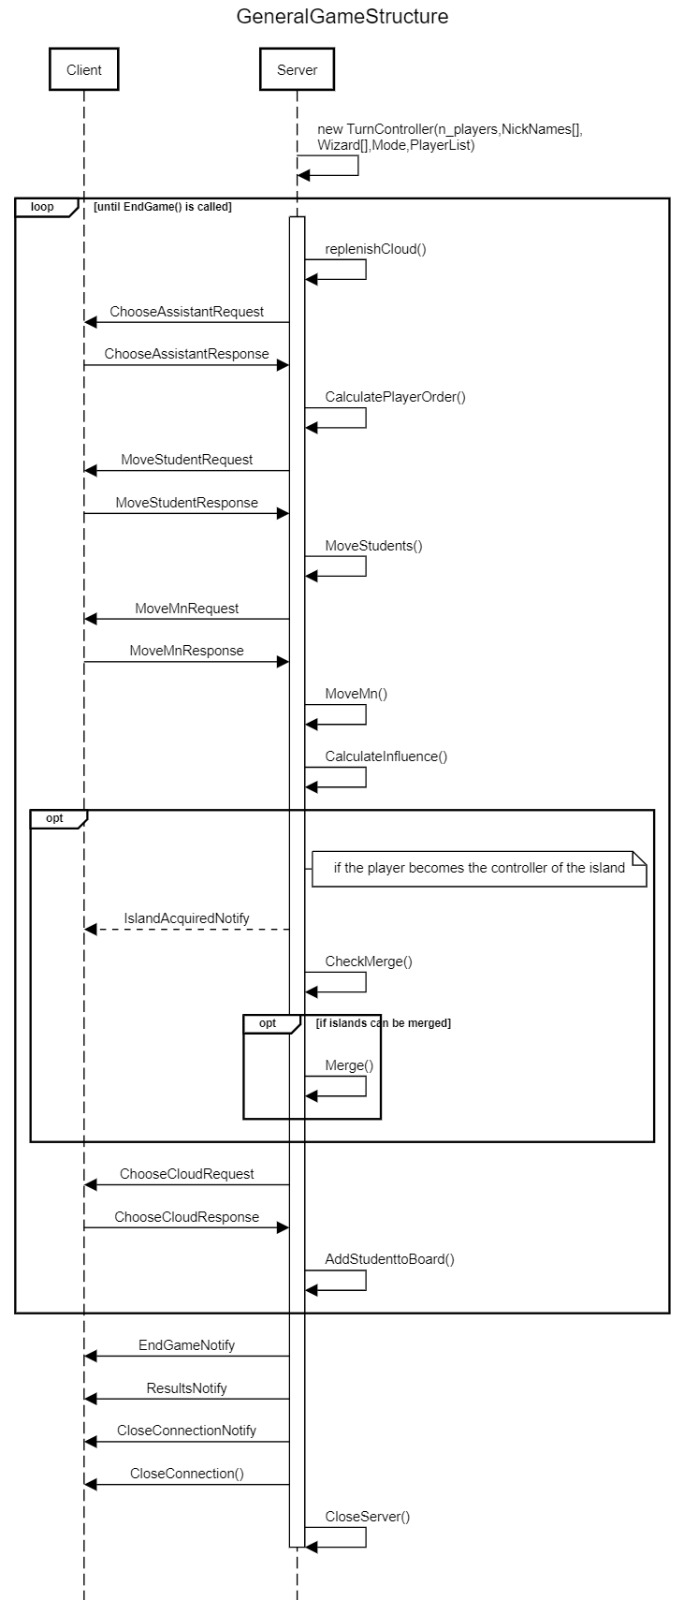 GeneralGameStructure
Client
Server
new TurnController(n_players,NickNames[],
Wizard[],Mode,PlayerList)
loop
[until EndGame() is called]
replenishCloud()
ChooseAssistantRequest
ChooseAssistantResponse
CalculatePlayerOrder()
MoveStudentRequest
MoveStudentResponse
MoveStudents()
MoveMnRequest
MoveMnResponse
MoveMn()
CalculateInfluence()
opt
if the player becomes the controller of the island
IslandAcquiredNotify
CheckMerge()
opt
[if islands can be merged]
Merge()
ChooseCloudRequest
ChooseCloudResponse
AddStudenttoBoard()
EndGameNotify
ResultsNotify
CloseConnectionNotify
CloseConnection()
CloseServer()